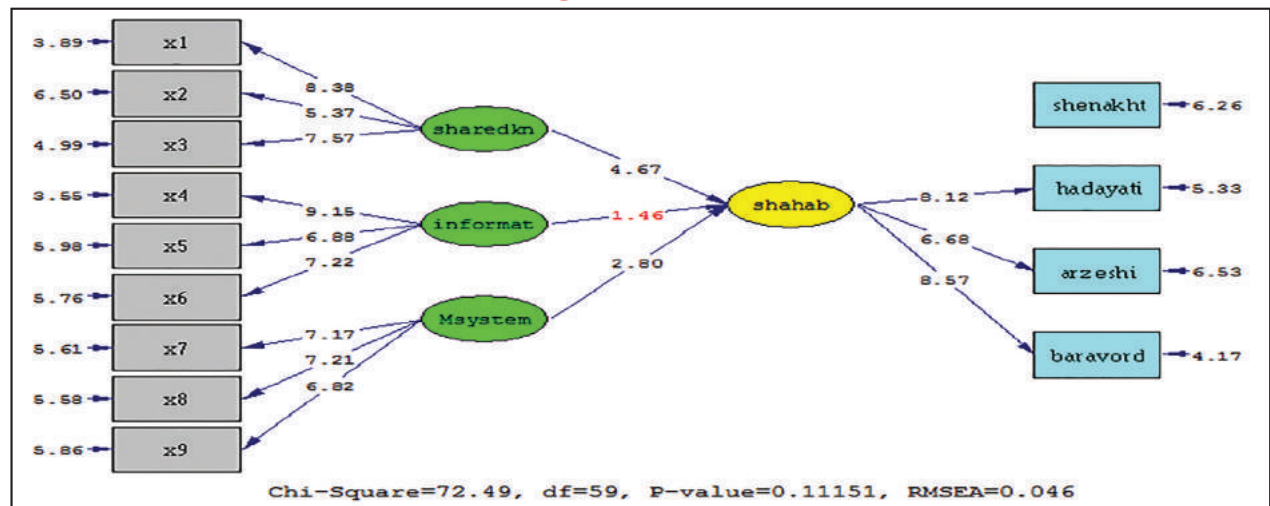 3.89 x1
6.50 x2
4.99 x3
3.55 x4
5.98 x5
5.76 x6
5.61 x7
5.58 x8
5.86 x9
8.38
5.37
7.57
9.15
6.88
7.22
7.17
7.21
6.82
sharedkn
informat
Msystem
4.67
1.46
2.80
shahab
8.12
6.68
8.57
shenakht 6.26
hadayati 5.33
arzeshi 6.53
baravord 4.17
Chi-Square=72.49, df=59, P-value=0.11151, RMSEA=0.046